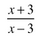 x + 3
x − 3